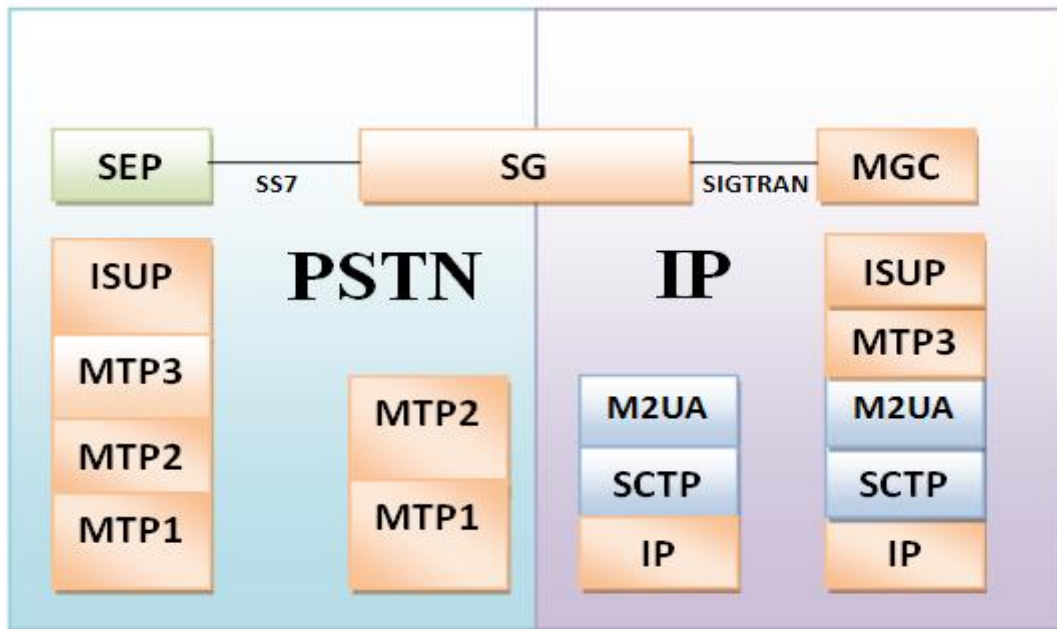 SEP
SS7
SG
SIGTRAN
MGC
PSTN
IP
ISUP
MTP3
MTP2
MTP1
MTP2
MTP1
M2UA
SCTP
IP
ISUP
MTP3
M2UA
SCTP
IP